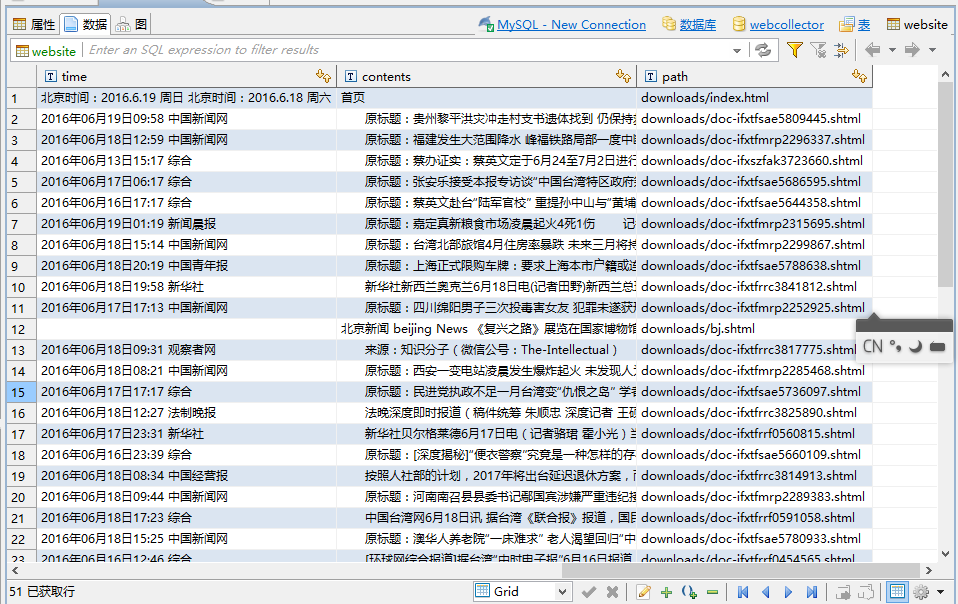 属性 数据 图 MySQL - New Connection 数据库 webcollector 表 website
website Enter an SQL expression to filter results
time contents path
1 北京时间：2016.6.19 周日 北京时间：2016.6.18 周六 首页 downloads/index.html
2 2016年06月19日09:58 中国新闻网 原标题：贵州黎平洪灾冲走村支书遗体找到 仍保持 downloads/doc-ifxtfsae5809445.shtml
3 2016年06月18日12:59 中国新闻网 原标题：福建发生大范围降水 峰福铁路局部一度中 downloads/doc-ifxtfmrp2296337.shtml
4 2016年06月13日15:17 综合 原标题：蔡办证实：蔡英文定于6月24至7月2日进行 downloads/doc-ifxszfak3723660.shtml
5 2016年06月17日06:17 综合 原标题：张安乐接受本报专访谈"中国台湾特区政府 downloads/doc-ifxtfsae5686595.shtml
6 2016年06月16日17:17 综合 原标题：蔡英文赴台"陆军官校" 重提孙中山与"黄埔 downloads/doc-ifxtfsae5644358.shtml
7 2016年06月19日01:19 新闻晨报 原标题：嘉定真新粮食市场凌晨起火4死1伤 记 downloads/doc-ifxtfmrp2315695.shtml
8 2016年06月18日15:14 中国新闻网 原标题：台湾北部旅馆4月住房率暴跌 未来三月将持 downloads/doc-ifxtfmrp2299867.shtml
9 2016年06月18日20:19 中国青年报 原标题：上海正式限购车牌：要求上海本市户籍或 downloads/doc-ifxtfsae5788638.shtml
10 2016年06月18日19:58 新华社 新华社新西兰奥克兰6月18日电(记者田野)新西兰总 downloads/doc-ifxtfrrc3841812.shtml
11 2016年06月17日17:13 中国新闻网 原标题：四川绵阳男子三次投毒害女友 犯罪未遂获 downloads/doc-ifxtfmrp2252925.shtml
12 北京新闻 beijing News 《复兴之路》展览在国家博物馆 downloads/bj.shtml
CN
13 2016年06月18日09:31 观察者网 来源：知识分子（微信公号：The-Intellectual） downloads/doc-ifxtfrrc3817775.shtml
14 2016年06月18日08:21 中国新闻网 原标题：西安一变电站凌晨发生爆炸起火 未发现人 downloads/doc-ifxtfmrp2285468.shtml
15 2016年06月17日17:17 综合 原标题：民进党执政不足一月台湾变"仇恨之岛" 学者 downloads/doc-ifxtfsae5736097.shtml
16 2016年06月18日12:27 法制晚报 法晚深度即时报道（稿件统筹 朱顺忠 深度记者 王 downloads/doc-ifxtfrrc3825890.shtml
17 2016年06月17日23:31 新华社 新华社贝尔格莱德6月17日电（记者骆珺 霍小光） downloads/doc-ifxtfrrf0560815.shtml
18 2016年06月16日23:39 综合 原标题：[深度揭秘]"便衣警察"究竟是一种怎样的存 downloads/doc-ifxtfsae5660109.shtml
19 2016年06月18日08:34 中国经营报 按照人社部的计划，2017年将出台延迟退休方案， downloads/doc-ifxtfrrc3814913.shtml
20 2016年06月18日09:44 中国新闻网 原标题：河南南召县县委书记鄢国宾涉嫌严重违纪接 downloads/doc-ifxtfmrp2289383.shtml
21 2016年06月18日17:23 综合 中国台湾网6月18日讯 据台湾《联合报》报道，国民 downloads/doc-ifxtfrrf0591058.shtml
22 2016年06月18日15:25 中国新闻网 原标题：澳华人养老院"一床难求" 老人渴望回归"中 downloads/doc-ifxtfsae5780933.shtml
23 2016年06月16日12:46 综合 [环球网综合报道]据台湾"中时电子报"6月16日报道 downloads/doc-ifxtfrrf0454565.shtml
51 已获取行 Grid